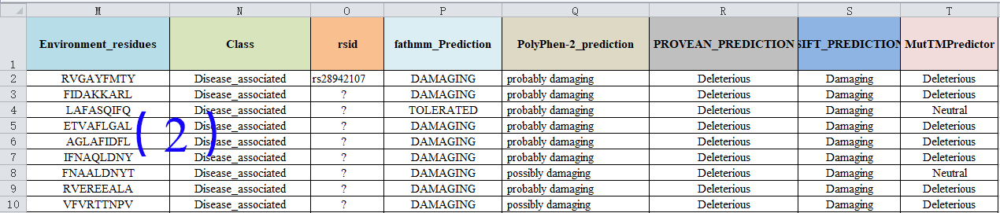 M N O P Q R S T
1 Environment_residues Class rsid fathmm_Prediction PolyPhen-2_prediction PROVEAN_PREDICTION SIFT_PREDICTION MutTMPredictor
2 RVGAYFMTY Disease_associated rs28942107 DAMAGING probably damaging Deleterious Damaging Deleterious
3 FIDAKKARL Disease_associated ? DAMAGING probably damaging Deleterious Damaging Deleterious
4 LAFASQIFQ Disease_associated ? TOLERATED probably damaging Deleterious Damaging Neutral
5 ETVAFLGAL Disease_associated ? DAMAGING probably damaging Deleterious Damaging Deleterious
6 AGLAFIDFL Disease_associated ? DAMAGING probably damaging Deleterious Damaging Deleterious
(2)
7 IFNAQLDNY Disease_associated ? DAMAGING probably damaging Deleterious Damaging Deleterious
8 FNAALDNYT Disease_associated ? DAMAGING possibly damaging Deleterious Damaging Neutral
9 RVEREEALA Disease_associated ? DAMAGING probably damaging Deleterious Damaging Deleterious
10 VFVRTTNPV Disease_associated ? DAMAGING possibly damaging Deleterious Damaging Deleterious